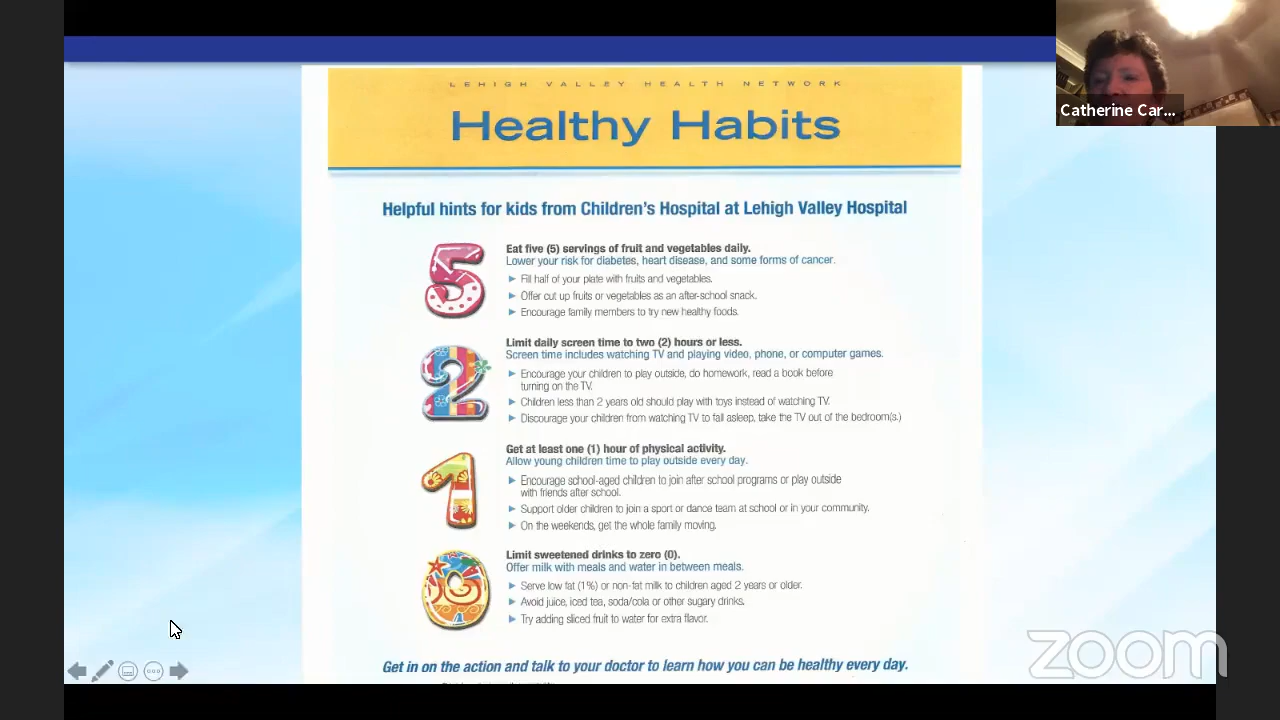 LEHIGH VALLEY HEALTH NETWORK
Healthy Habits
Catherine Car...
Helpful hints for kids from Children's Hospital at Lehigh Valley Hospital
5
Eat five (5) servings of fruit and vegetables daily.
Lower your risk for diabetes, heart disease, and some forms of cancer.
Fill half of your plate with fruits and vegetables.
Offer cut up fruits or vegetables as an after-school snack.
Encourage family members to try new healthy foods.
2
Limit daily screen time to two (2) hours or less.
Screen time includes watching TV and playing video, phone, or computer games.
Encourage your children to play outside, do homework, read a book before
turning on the TV.
Children less than 2 years old should play with toys instead of watching TV.
Discourage your children from watching TV to fall asleep, take the TV out of the bedroom(s.)
1
Get at least one (1) hour of physical activity.
Allow young children time to play outside every day.
Encourage school-aged children to join after school programs or play outside
with friends after school.
Support older children to join a sport or dance team at school or in your community.
On the weekends, get the whole family moving.
0
Limit sweetened drinks to zero (0).
Offer milk with meals and water in between meals.
Serve low fat (1%) or non-fat milk to children aged 2 years or older.
Avoid juice, iced tea, soda/cola or other sugary drinks.
Try adding sliced fruit to water for extra flavor.
Get in on the action and talk to your doctor to learn how you can be healthy every day.
zoom